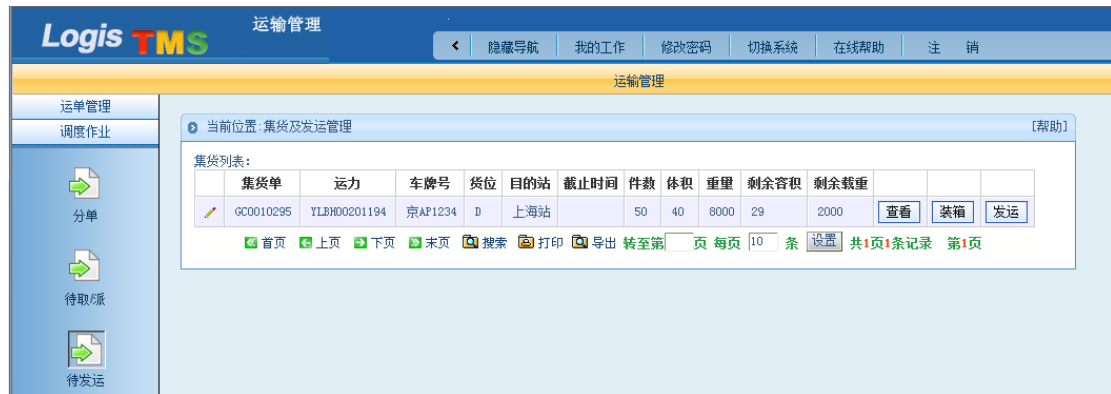 Logis TMS
运输管理
隐藏导航 我的工作 修改密码 切换系统 在线帮助 注 销
运输管理
运单管理
调度作业
分单
待取/派
待发运
当前位置:集货及发运管理 [帮助]
集货列表:
集货单 运力 车牌号 货位 目的站 截止时间 件数 体积 重量 剩余容积 剩余载重
GC0010295 YLBH00201194 京AP1234 D 上海站 50 40 8000 29 2000 查看 装箱 发运
首页 上页 下页 末页 搜索 打印 导出 转至第 页 每页 10 条 设置 共1页1条记录 第1页